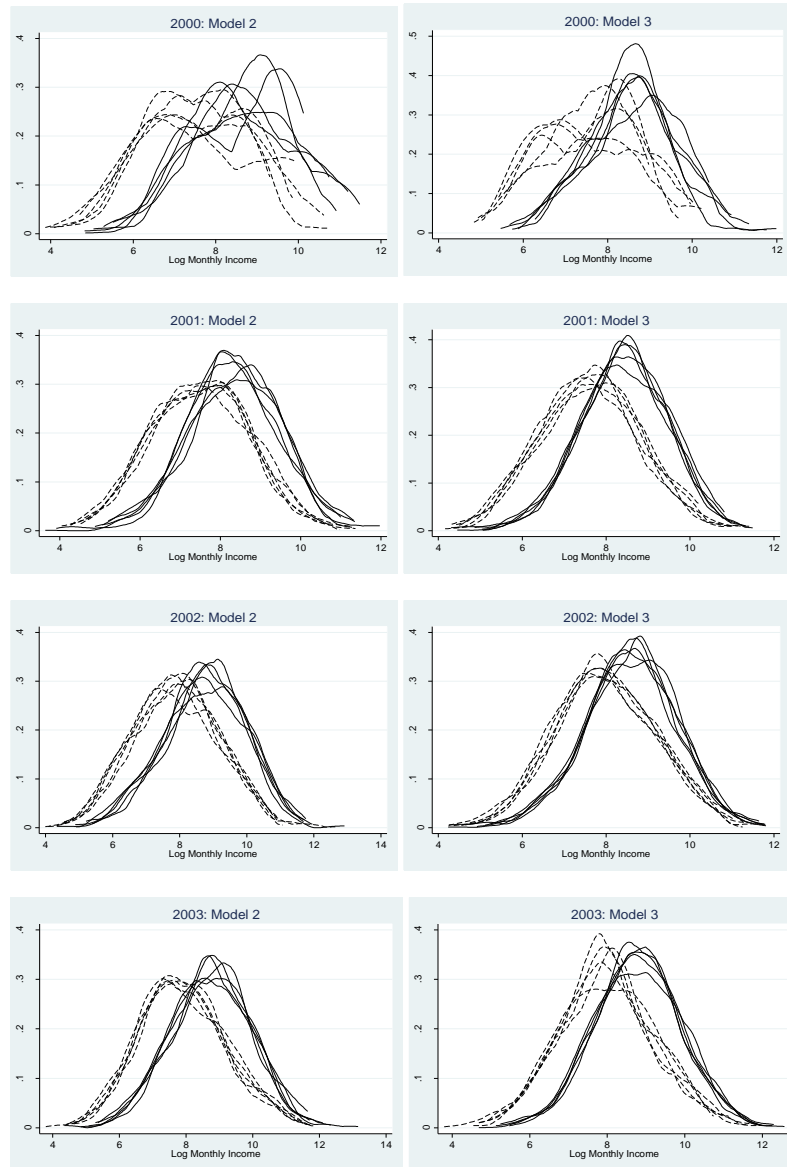 2000: Model 2
.4
.3
.2
.1
0
4 6 8 10 12
Log Monthly Income
2000: Model 3
.5
.4
.3
.2
.1
0
4 6 8 10 12
Log Monthly Income
2001: Model 2
.4
.3
.2
.1
0
4 6 8 10 12
Log Monthly Income
2001: Model 3
.4
.3
.2
.1
0
4 6 8 10 12
Log Monthly Income
2002: Model 2
.4
.3
.2
.1
0
4 6 8 10 12 14
Log Monthly Income
2002: Model 3
.4
.3
.2
.1
0
4 6 8 10 12
Log Monthly Income
2003: Model 2
.4
.3
.2
.1
0
4 6 8 10 12 14
Log Monthly Income
2003: Model 3
.4
.3
.2
.1
0
4 6 8 10 12
Log Monthly Income